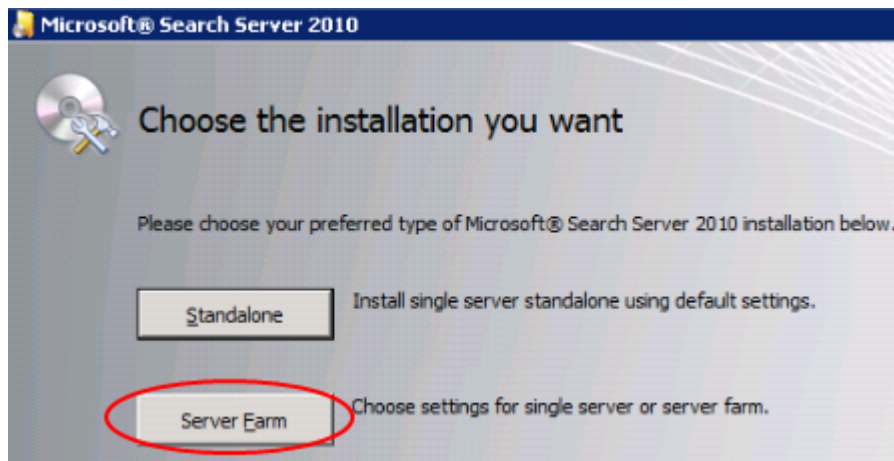 Microsoft® Search Server 2010
Choose the installation you want
Please choose your preferred type of Microsoft® Search Server 2010 installation below.
Standalone
Install single server standalone using default settings.
Server Farm
Choose settings for single server or server farm.